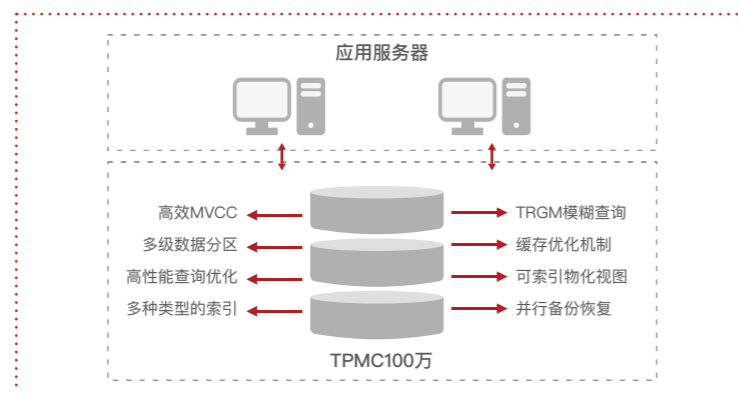 应用服务器
高效MVCC
TRGM模糊查询
多级数据分区
缓存优化机制
高性能查询优化
可索引物化视图
多种类型的索引
并行备份恢复
TPMC100万